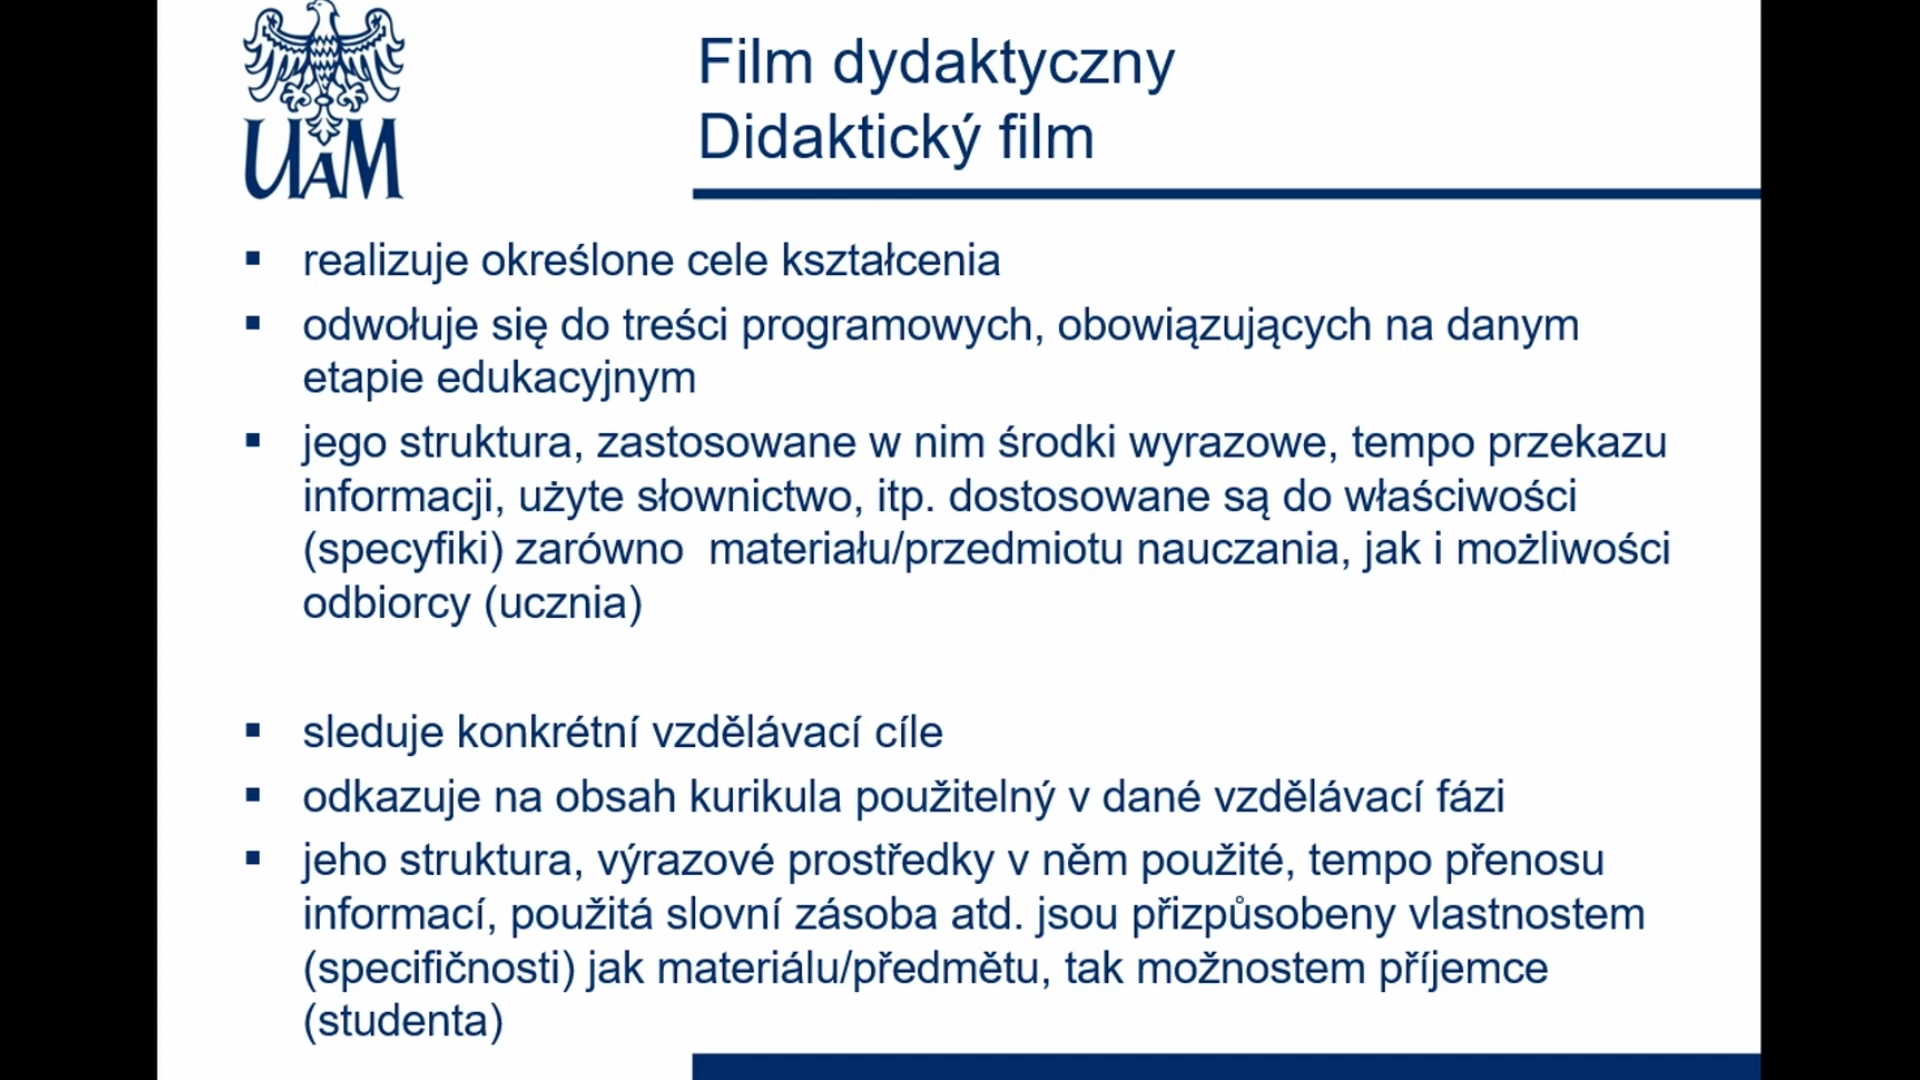 UAM
Film dydaktyczny
Didaktický film
▪ realizuje określone cele kształcenia
▪ odwołuje się do treści programowych, obowiązujących na danym
etapie edukacyjnym
▪ jego struktura, zastosowane w nim środki wyrazowe, tempo przekazu
informacji, użyte słownictwo, itp. dostosowane są do właściwości
(specyfiki) zarówno  materiału/przedmiotu nauczania, jak i możliwości
odbiorcy (ucznia)
▪ sleduje konkrétní vzdělávací cíle
▪ odkazuje na obsah kurikula použitelný v dané vzdělávací fázi
▪ jeho struktura, výrazové prostředky v něm použité, tempo přenosu
informací, použitá slovní zásoba atd. jsou přizpůsobeny vlastnostem
(specifičnosti) jak materiálu/předmětu, tak možnostem příjemce
(studenta)